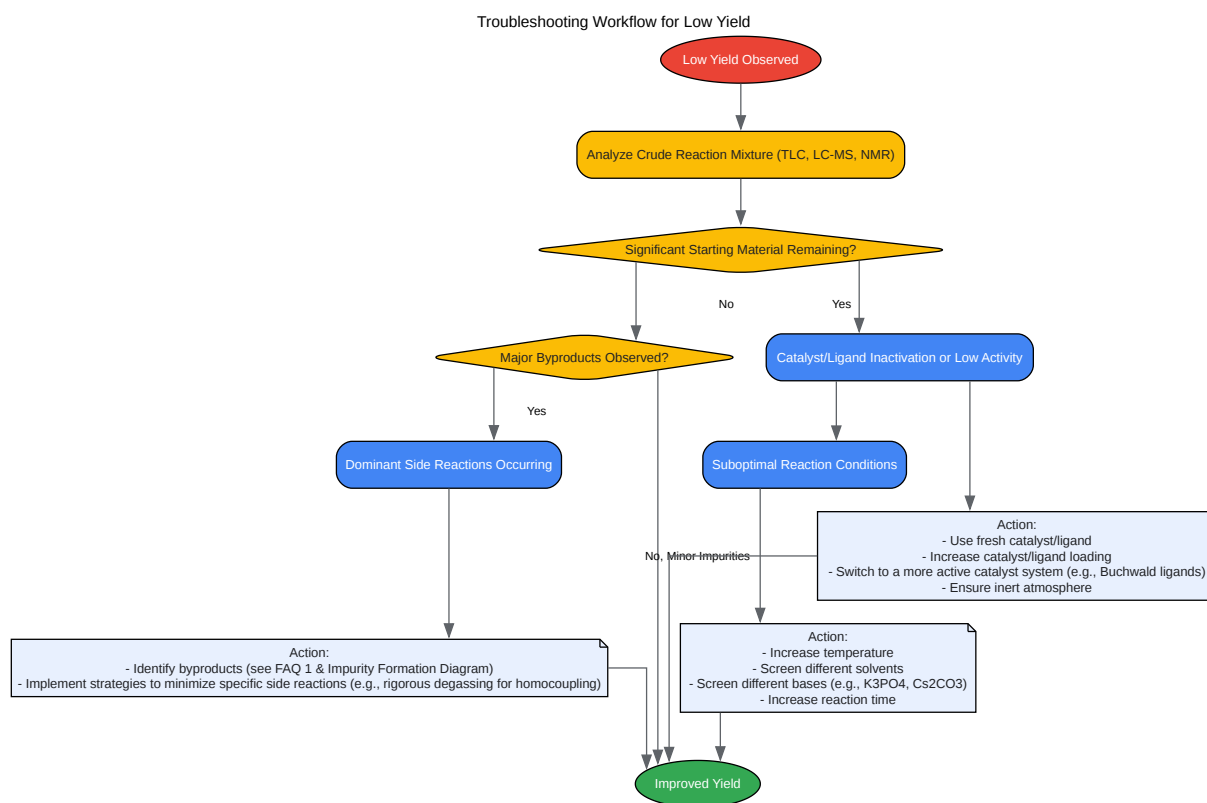 Troubleshooting Workflow for Low Yield
Low Yield Observed
Analyze Crude Reaction Mixture (TLC, LC-MS, NMR)
Significant Starting Material Remaining?
No
Yes
Major Byproducts Observed?
Catalyst/Ligand Inactivation or Low Activity
Yes
Dominant Side Reactions Occurring
Suboptimal Reaction Conditions
Action:
- Use fresh catalyst/ligand
- Increase catalyst/ligand loading
- Switch to a more active catalyst system (e.g., Buchwald ligands)
- Ensure inert atmosphere
No, Minor Impurities
Action:
- Identify byproducts (see FAQ 1 & Impurity Formation Diagram)
- Implement strategies to minimize specific side reactions (e.g., rigorous degassing for homocoupling)
Action:
- Increase temperature
- Screen different solvents
- Screen different bases (e.g., K3PO4, Cs2CO3)
- Increase reaction time
Improved Yield